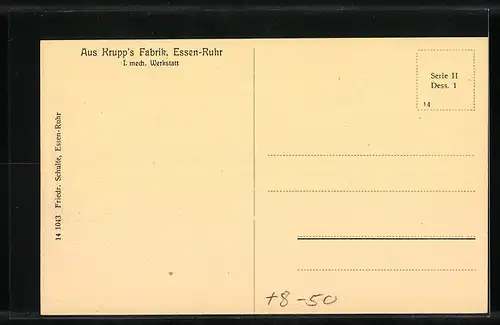 Aus Krupp's Fabrik, Essen-Ruhr
I. mech. Werkstatt
Serie II
Dess. 1
14
14 1043 Friedr. Schulte, Essen-Ruhr
+8-50